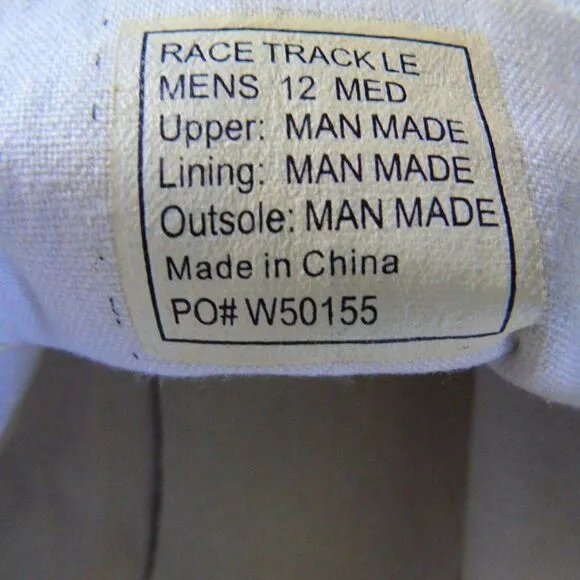 RACE TRACK LE
MENS 12 MED
Upper: MAN MADE
Lining: MAN MADE
Outsole: MAN MADE
Made in China
PO# W50155